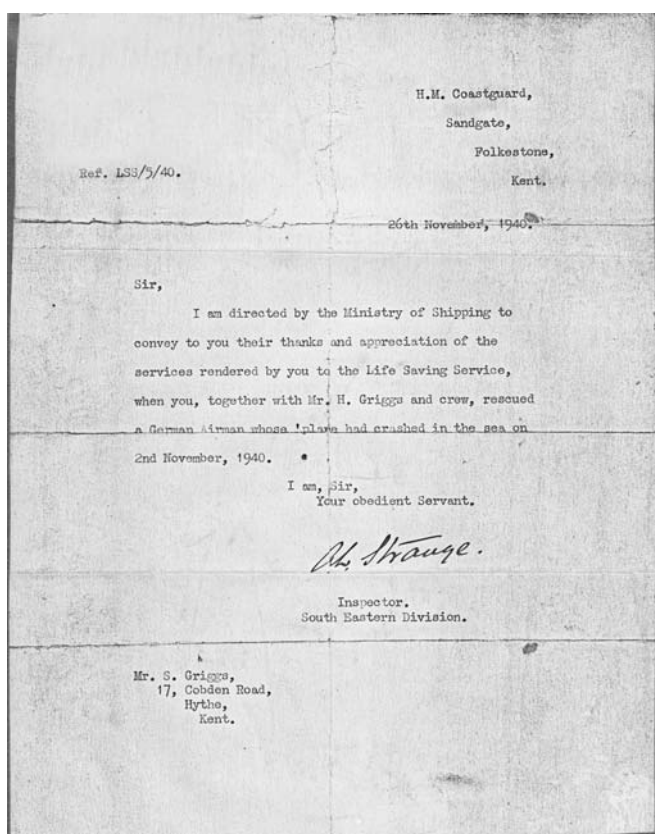 H.M. Coastguard,
Sandgate,
Folkestone,
Kent.
Ref. LSS/5/40.
26th November, 1940.
Sir,
I am directed by the Ministry of Shipping to
convey to you their thanks and appreciation of the
services rendered by you to the Life Saving Service,
when you, together with Mr. H. Griggs and crew, rescued
a German Airman whose 'plane had crashed in the sea on
2nd November, 1940.
I am, Sir,
Your obedient Servant.
Strange.
Inspector.
South Eastern Division.
Mr. S. Griggs,
17, Cobden Road,
Hythe,
Kent.